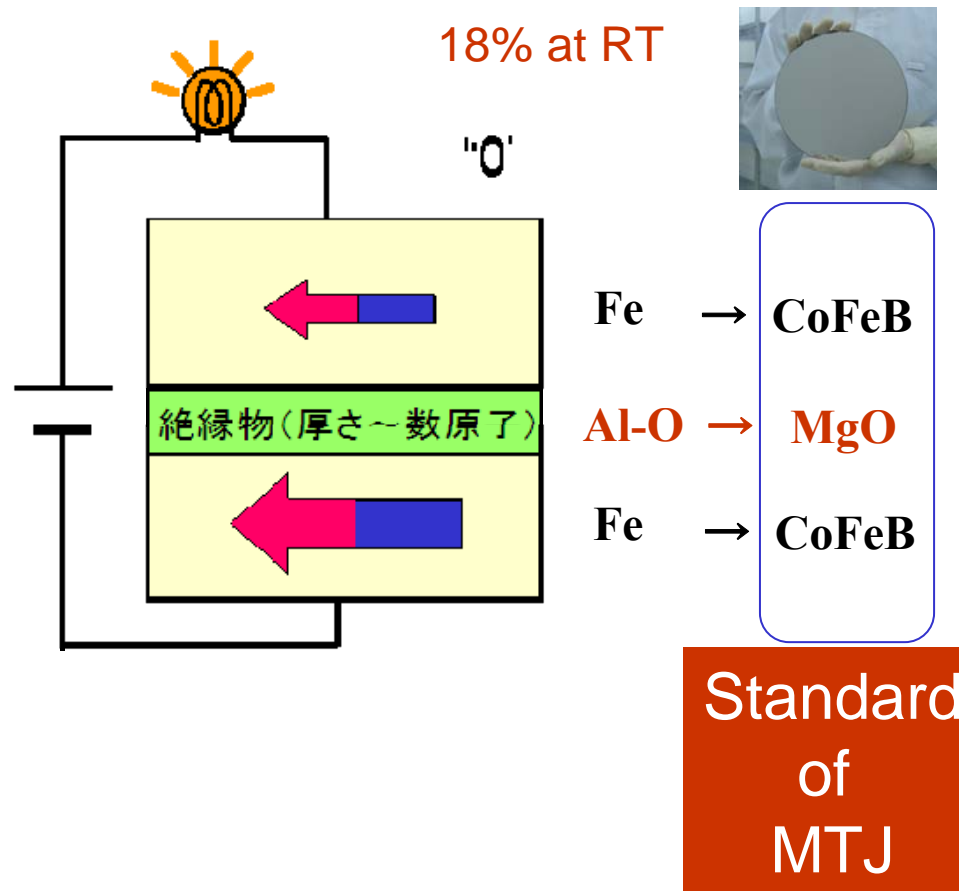 18% at RT
"0"
Fe → CoFeB
絶縁物(厚さ～数原了)
Al-O → MgO
Fe → CoFeB
Standard
of
MTJ